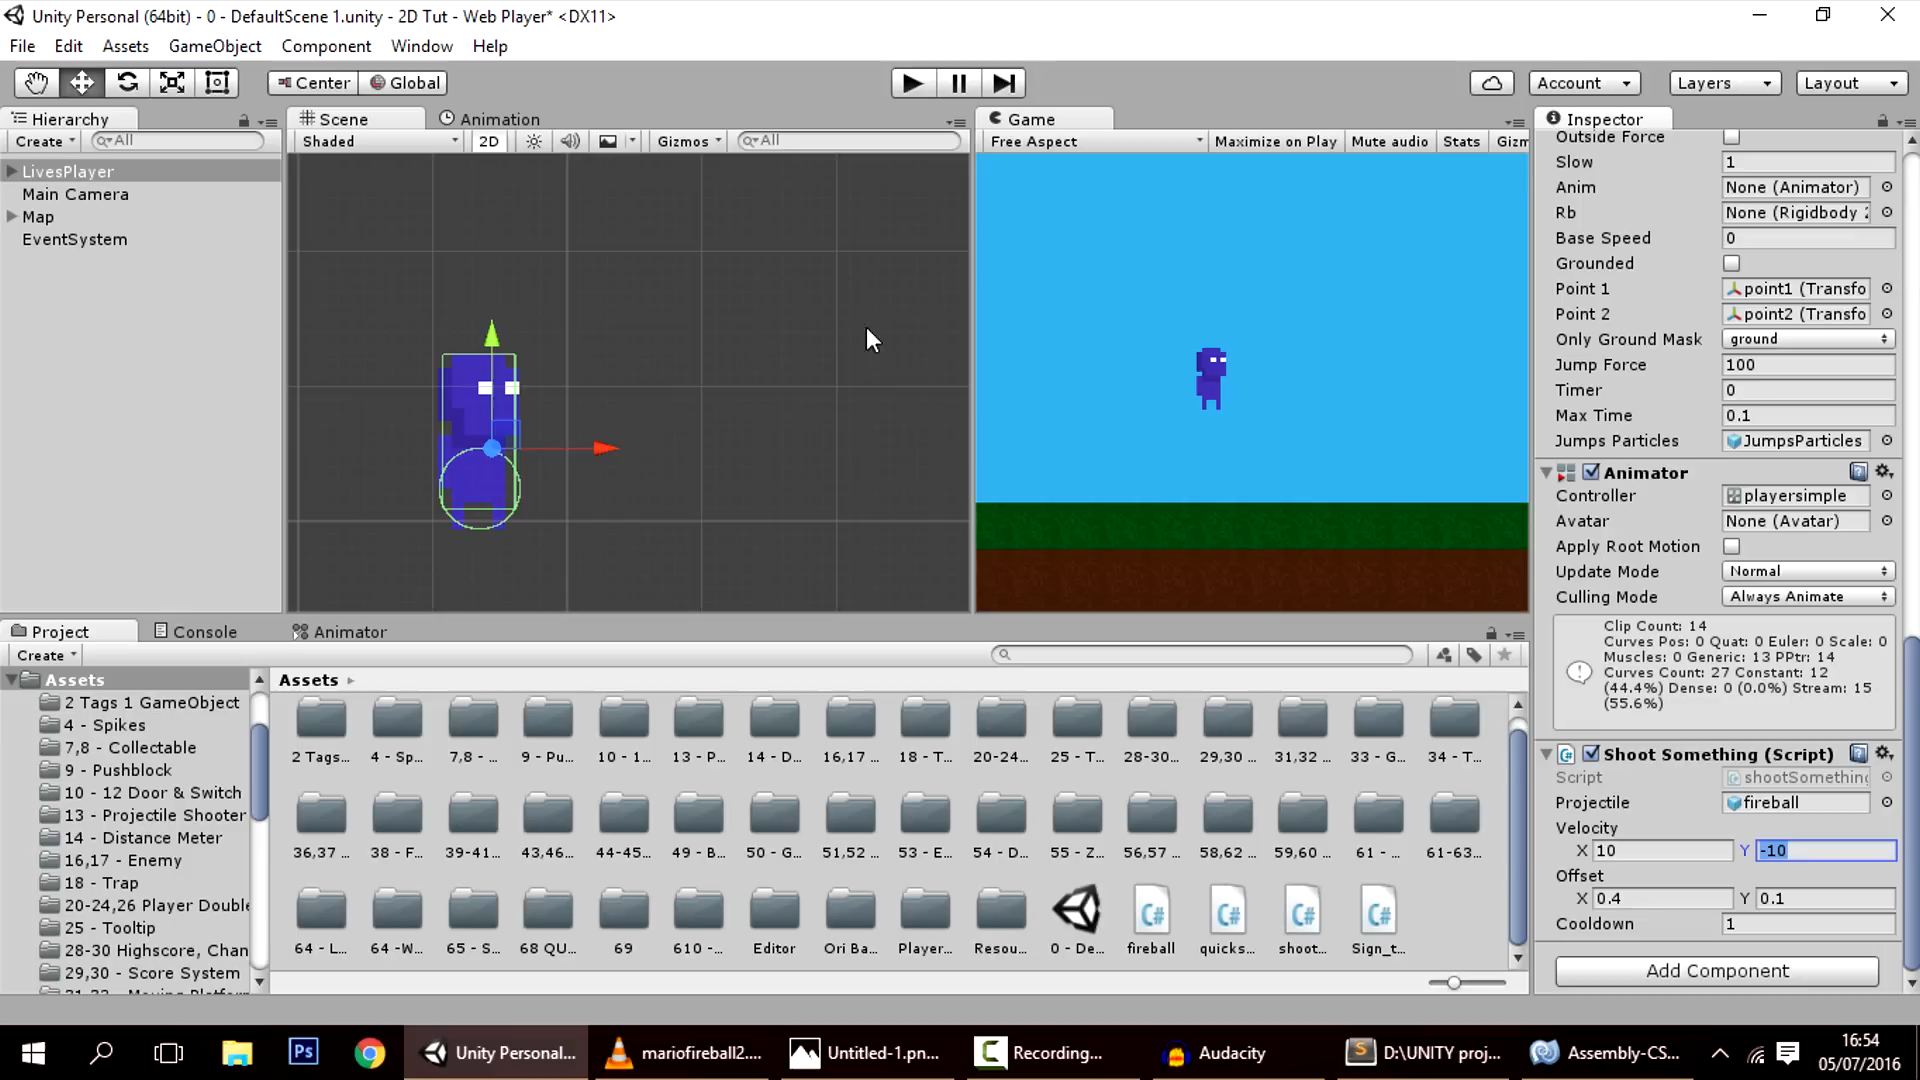 Unity Personal (64bit) - 0 - DefaultScene 1.unity - 2D Tut - Web Player* <DX11>
File Edit Assets GameObject Component Window Help
Center Global Account Layers Layout
Hierarchy
Create All
LivesPlayer
Main Camera
Map
EventSystem
Scene Animation
Shaded 2D Gizmos All
Game
Free Aspect Maximize on Play Mute audio Stats Gizm
Inspector
Outside Force
Slow 1
Anim None (Animator)
Rb None (Rigidbody 2
Base Speed 0
Grounded
Point 1 point1 (Transfo
Point 2 point2 (Transfo
Only Ground Mask ground
Jump Force 100
Timer 0
Max Time 0.1
Jumps Particles JumpsParticles
Animator
Controller playersimple
Avatar None (Avatar)
Apply Root Motion
Update Mode Normal
Culling Mode Always Animate
Clip Count: 14
Curves Pos: 0 Quat: 0 Euler: 0 Scale: 0
Muscles: 0 Generic: 13 PPtr: 14
Curves Count: 27 Constant: 12
(44.4%) Dense: 0 (0.0%) Stream: 15
(55.6%)
Shoot Something (Script)
Script shootSomething
Projectile fireball
Velocity
X 10 Y -10
Offset
X 0.4 Y 0.1
Cooldown 1
Add Component
Project Console Animator
Create
Assets
2 Tags 1 GameObject
4 - Spikes
7,8 - Collectable
9 - Pushblock
10 - 12 Door & Switch
13 - Projectile Shooter
14 - Distance Meter
16,17 - Enemy
18 - Trap
20-24,26 Player Double
25 - Tooltip
28-30 Highscore, Chan
29,30 - Score System
Assets
2 Tags... 4 - Sp... 7,8 - ... 9 - Pu... 10 - 1... 13 - P... 14 - D... 16,17 ... 18 - T... 20-24... 25 - T... 28-30... 29,30 ... 31,32 ... 33 - G... 34 - T...
36,37 ... 38 - F... 39-41... 43,46... 44-45... 49 - B... 50 - G... 51,52 ... 53 - E... 54 - D... 55 - Z... 56,57 ... 58,62 ... 59,60 ... 61 - ... 61-63...
64 - L... 64 -W... 65 - S... 68 QU... 69 610 -... Editor Ori Ba... Player... Resou... 0 - De... fireball quicks... shoot... Sign_t...
Ps Unity Personal... mariofireball2.... Untitled-1.pn... Recording... Audacity D:\UNITY proj... Assembly-CS...
16:54
05/07/2016